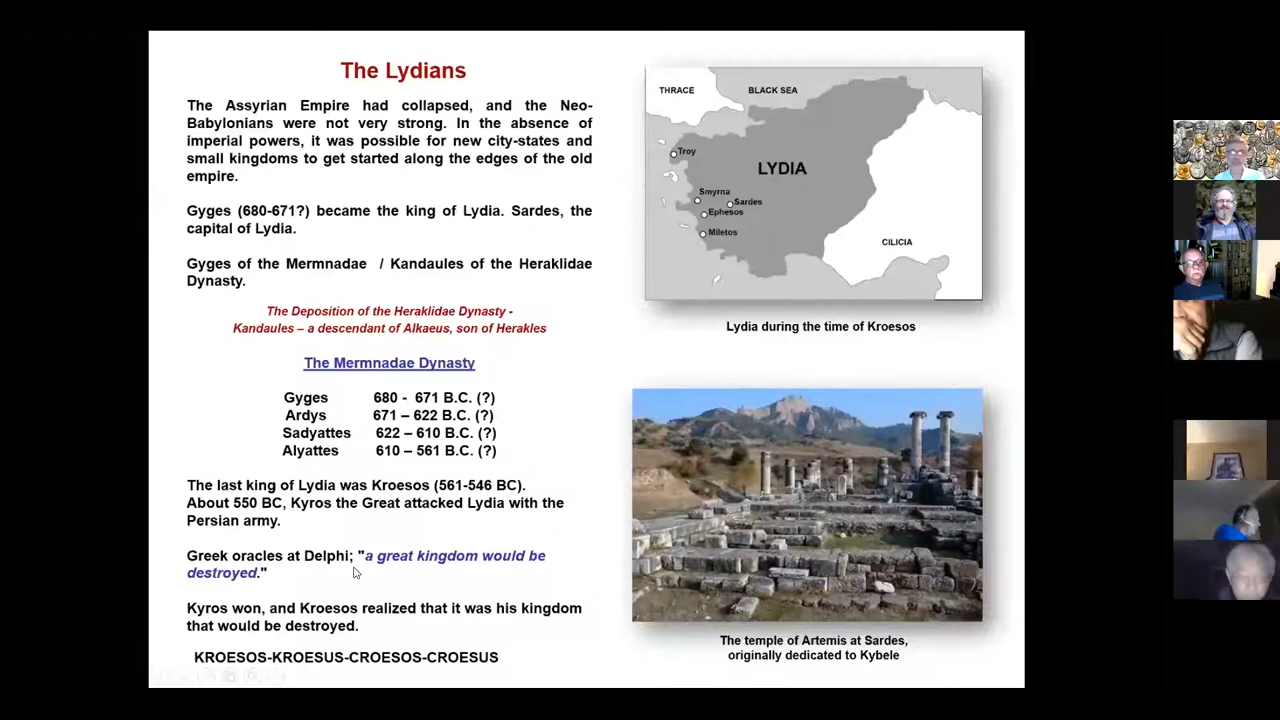 The Lydians
The Assyrian Empire had collapsed, and the Neo-
Babylonians were not very strong. In the absence of
imperial powers, it was possible for new city-states and
small kingdoms to get started along the edges of the old
empire.
Gyges (680-671?) became the king of Lydia. Sardes, the
capital of Lydia.
Gyges of the Mermnadae / Kandaules of the Heraklidae
Dynasty.
The Deposition of the Heraklidae Dynasty -
Kandaules – a descendant of Alkaeus, son of Herakles
The Mermnadae Dynasty
Gyges 680 - 671 B.C. (?)
Ardys 671 – 622 B.C. (?)
Sadyattes 622 – 610 B.C. (?)
Alyattes 610 – 561 B.C. (?)
The last king of Lydia was Kroesos (561-546 BC).
About 550 BC, Kyros the Great attacked Lydia with the
Persian army.
Greek oracles at Delphi; "a great kingdom would be
destroyed."
Kyros won, and Kroesos realized that it was his kingdom
that would be destroyed.
KROESOS-KROESUS-CROESOS-CROESUS
THRACE
BLACK SEA
Troy
LYDIA
Smyrna
Sardes
Ephesos
Miletos
CILICIA
Lydia during the time of Kroesos
The temple of Artemis at Sardes,
originally dedicated to Kybele